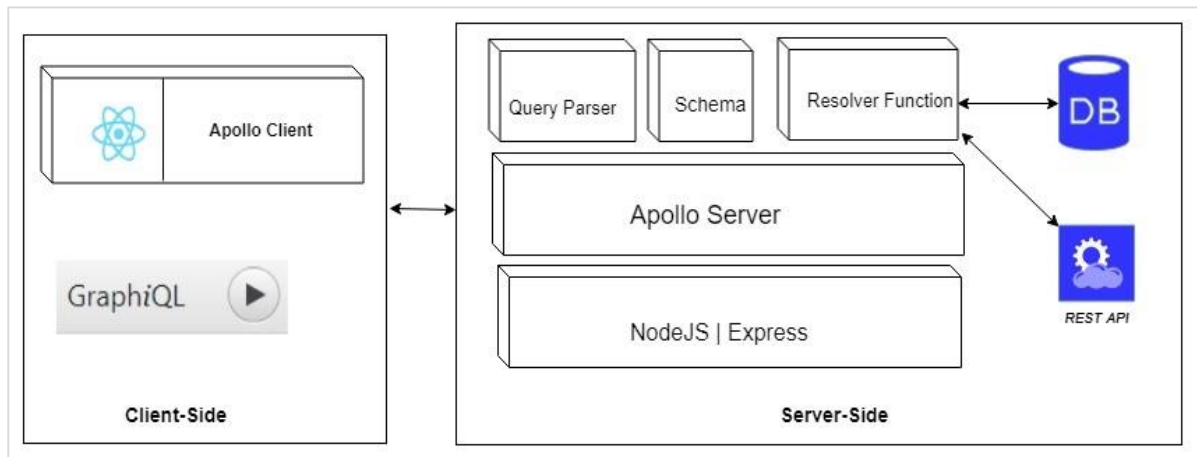 Apollo Client
GraphiQL
Client-Side
Query Parser
Schema
Resolver Function
DB
Apollo Server
REST API
NodeJS | Express
Server-Side